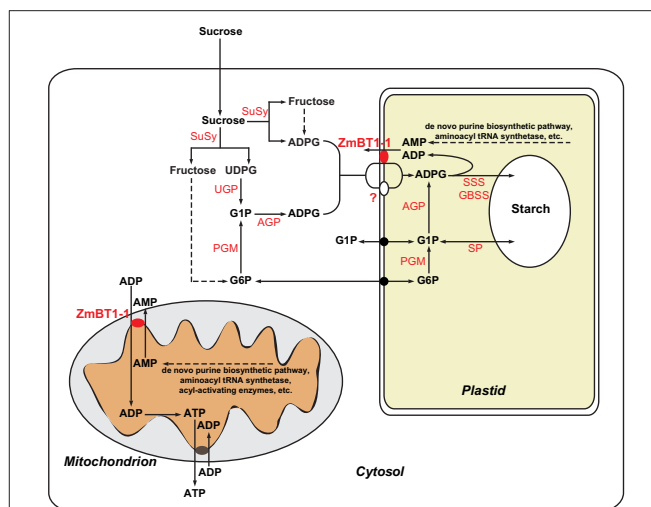 Sucrose
Sucrose
SuSy
Fructose
ADPG
SuSy
Fructose
UDPG
UGP
G1P
AGP
ADPG
PGM
G6P
ZmBT1-1
AMP
ADP
de novo purine biosynthetic pathway,
aminoacyl tRNA synthetase, etc.
?
ADPG
SSS
GBSS
Starch
AGP
G1P
G1P
SP
PGM
G6P
Plastid
ADP
AMP
ZmBT1-1
AMP
de novo purine biosynthetic pathway,
aminoacyl tRNA synthetase,
acyl-activating enzymes, etc.
ADP
ATP
ADP
Mitochondrion
ADP
ATP
Cytosol